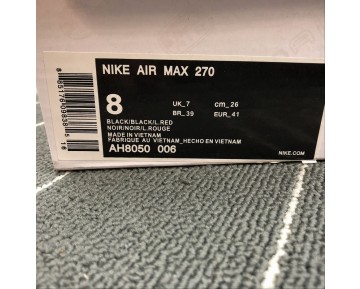 NIKE AIR MAX 270
8
UK_7 cm_26
BR_39 EUR_41
BLACK/BLACK/L.RED
NOIR/NOIR/L.ROUGE
MADE IN VIETNAM
FABRIQUE AU VIETNAM_HECHO EN VIETNAM
AH8050 006
NIKE.COM